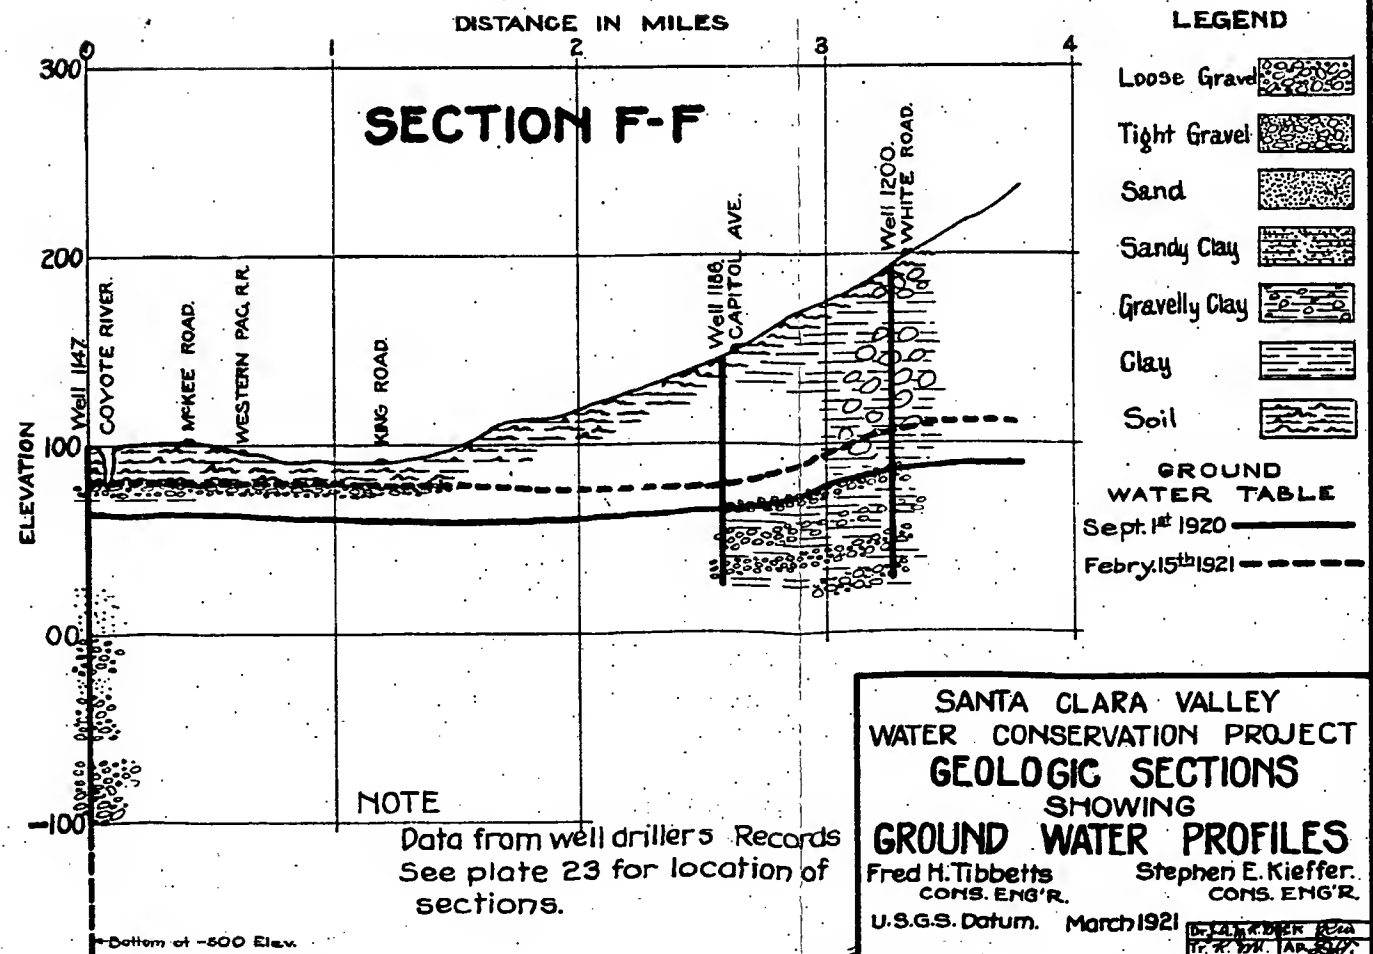 DISTANCE IN MILES
0 1 2 3 4
300
200
100
00
-100
ELEVATION
SECTION F-F
Well 1147
COYOTE RIVER.
McKEE ROAD.
WESTERN PAC. R.R.
KING ROAD.
Well 1186.
CAPITOL AVE.
Well 1200.
WHITE ROAD.
Bottom at -500 Elev.
NOTE
Data from well drillers Records
See plate 23 for location of
sections.
LEGEND
Loose Gravel
Tight Gravel
Sand
Sandy Clay
Gravelly Clay
Clay
Soil
GROUND
WATER TABLE
Sept. 1st 1920
Febry. 15th 1921
SANTA CLARA VALLEY
WATER CONSERVATION PROJECT
GEOLOGIC SECTIONS
SHOWING
GROUND WATER PROFILES
Fred H. Tibbetts
CONS. ENG'R.
Stephen E. Kieffer.
CONS. ENG'R.
U.S.G.S. Datum. March 1921